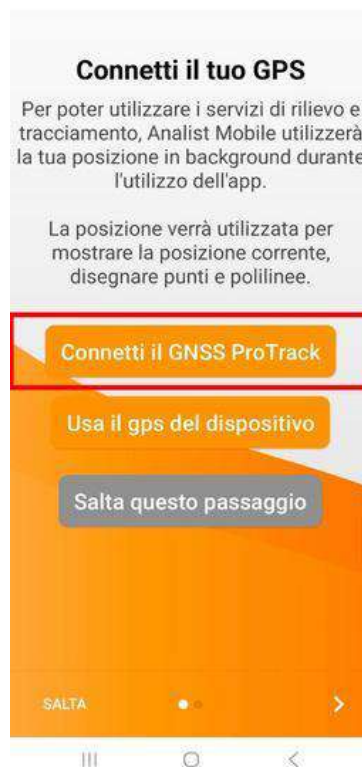 Connetti il tuo GPS
Per poter utilizzare i servizi di rilievo e
tracciamento, Analist Mobile utilizzerà
la tua posizione in background durante
l'utilizzo dell'app.
La posizione verrà utilizzata per
mostrare la posizione corrente,
disegnare punti e polilinee.
Connetti il GNSS ProTrack
Usa il gps del dispositivo
Salta questo passaggio
SALTA